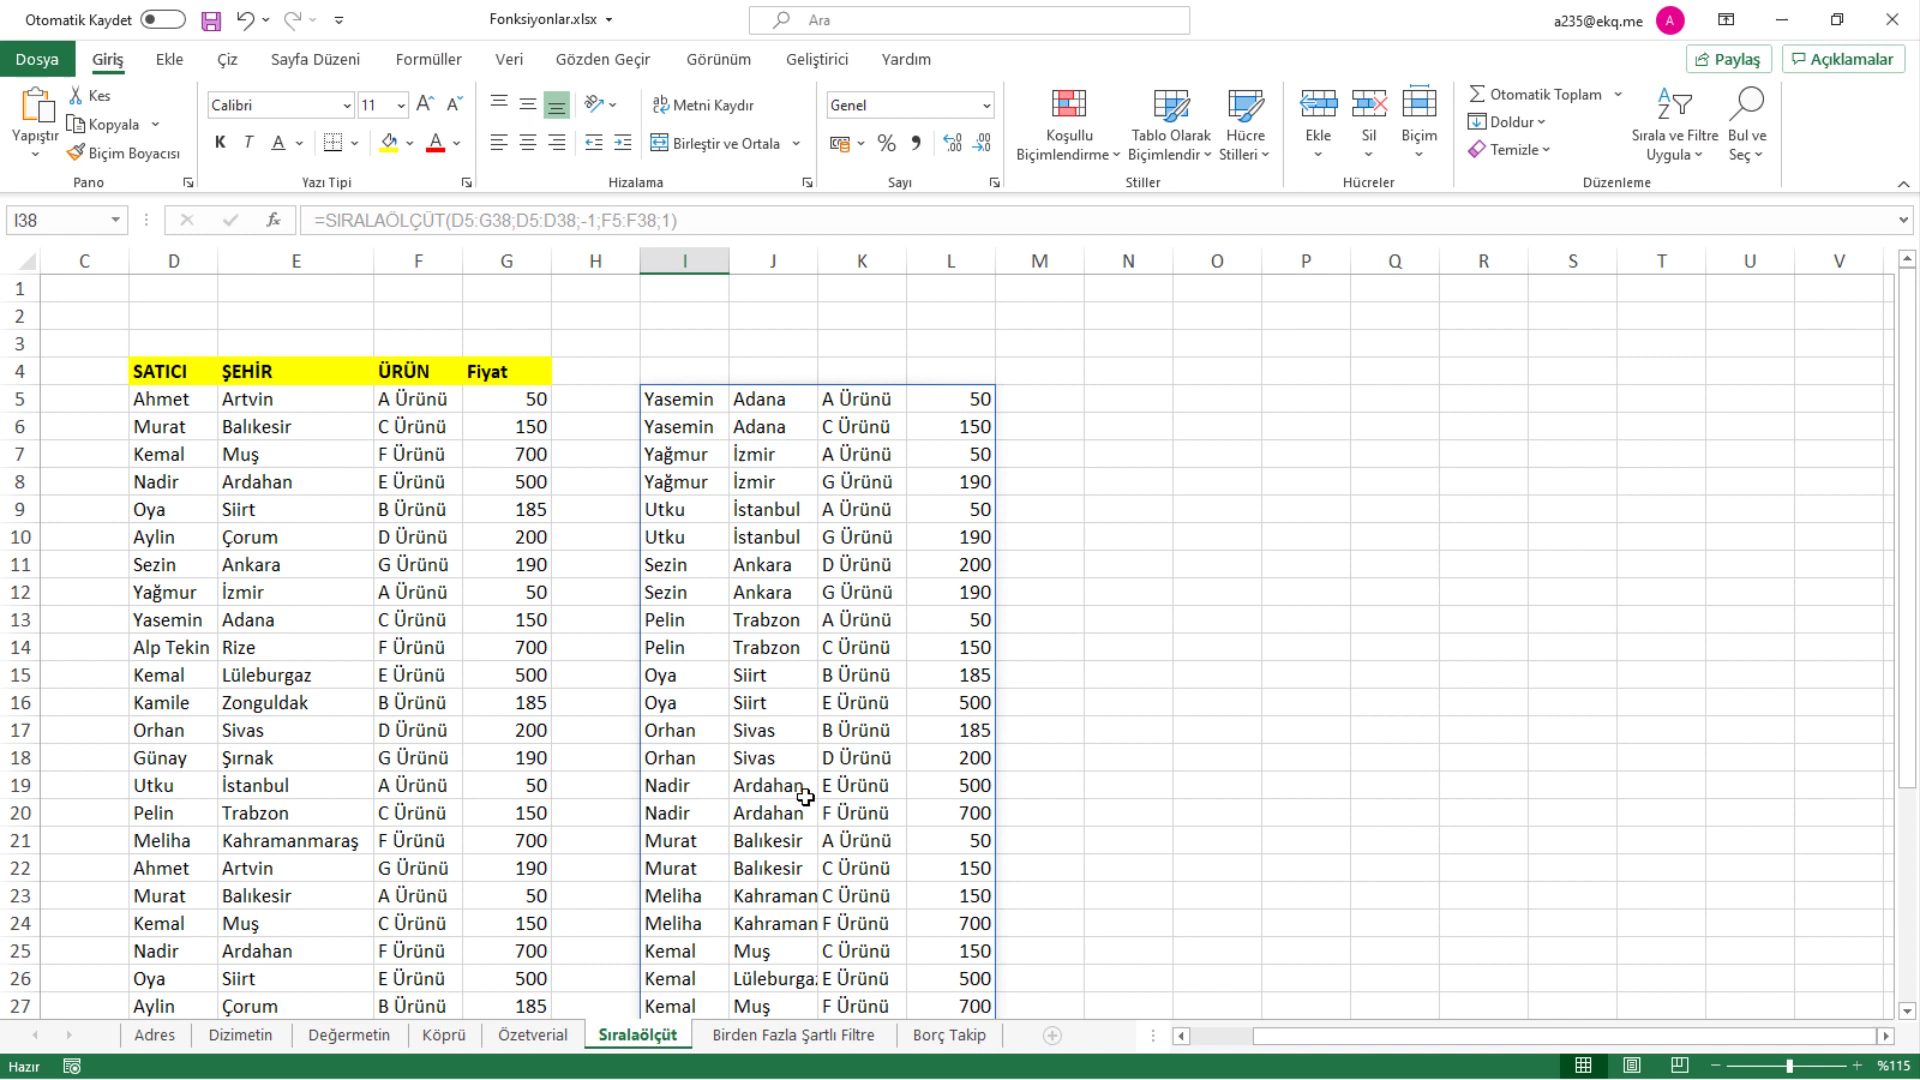 Otomatik Kaydet
Fonksiyonlar.xlsx
Ara
a235@ekq.me
A
Dosya Giriş Ekle Çiz Sayfa Düzeni Formüller Veri Gözden Geçir Görünüm Geliştirici Yardım
Paylaş Açıklamalar
Yapıştır
Kes
Kopyala
Biçim Boyacısı
Pano
Calibri 11
K T A A
Yazı Tipi
Metni Kaydır
Birleştir ve Ortala
Hizalama
Genel
Sayı
Koşullu Biçimlendirme
Tablo Olarak Biçimlendir
Hücre Stilleri
Stiller
Ekle Sil Biçim
Hücreler
Otomatik Toplam
Doldur
Temizle
Sırala ve Filtre Uygula
Bul ve Seç
Düzenleme
I38 fx =SIRALAÖLÇÜT(D5:G38;D5:D38;-1;F5:F38;1)
C D E F G H I J K L M N O P Q R S T U V
1
2
3
4 SATICI ŞEHİR ÜRÜN Fiyat
5 Ahmet Artvin A Ürünü 50 Yasemin Adana A Ürünü 50
6 Murat Balıkesir C Ürünü 150 Yasemin Adana C Ürünü 150
7 Kemal Muş F Ürünü 700 Yağmur İzmir A Ürünü 50
8 Nadir Ardahan E Ürünü 500 Yağmur İzmir G Ürünü 190
9 Oya Siirt B Ürünü 185 Utku İstanbul A Ürünü 50
10 Aylin Çorum D Ürünü 200 Utku İstanbul G Ürünü 190
11 Sezin Ankara G Ürünü 190 Sezin Ankara D Ürünü 200
12 Yağmur İzmir A Ürünü 50 Sezin Ankara G Ürünü 190
13 Yasemin Adana C Ürünü 150 Pelin Trabzon A Ürünü 50
14 Alp Tekin Rize F Ürünü 700 Pelin Trabzon C Ürünü 150
15 Kemal Lüleburgaz E Ürünü 500 Oya Siirt B Ürünü 185
16 Kamile Zonguldak B Ürünü 185 Oya Siirt E Ürünü 500
17 Orhan Sivas D Ürünü 200 Orhan Sivas B Ürünü 185
18 Günay Şırnak G Ürünü 190 Orhan Sivas D Ürünü 200
19 Utku İstanbul A Ürünü 50 Nadir Ardahan E Ürünü 500
20 Pelin Trabzon C Ürünü 150 Nadir Ardahan F Ürünü 700
21 Meliha Kahramanmaraş F Ürünü 700 Murat Balıkesir A Ürünü 50
22 Ahmet Artvin G Ürünü 190 Murat Balıkesir C Ürünü 150
23 Murat Balıkesir A Ürünü 50 Meliha Kahraman C Ürünü 150
24 Kemal Muş C Ürünü 150 Meliha Kahraman F Ürünü 700
25 Nadir Ardahan F Ürünü 700 Kemal Muş C Ürünü 150
26 Oya Siirt E Ürünü 500 Kemal Lüleburga E Ürünü 500
27 Aylin Çorum B Ürünü 185 Kemal Muş F Ürünü 700
Adres Dizimetin Değermetin Köprü Özetverial Sıralaölçüt Birden Fazla Şartlı Filtre Borç Takip
Hazır
%115